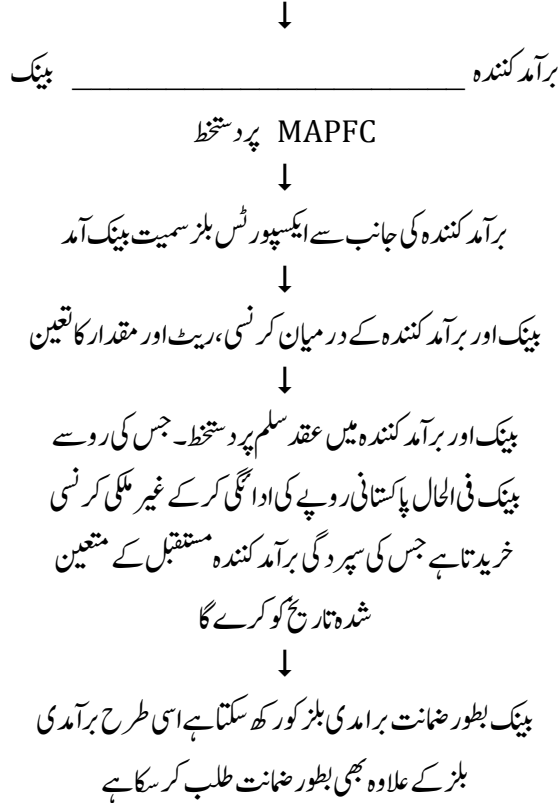 ↓
برآمد کنندہ ______________________________ بینک
MAPFC پر دستخط
↓
برآمد کنندہ کی جانب سے ایکسپورٹس بلز سمیت بینک آمد
↓
بینک اور برآمد کنندہ کے درمیان کرنسی، ریٹ اور مقدار کا تعین
↓
بینک اور برآمد کنندہ میں عقد سلم پر دستخط۔ جس کی رو سے
بینک فی الحال پاکستانی روپے کی ادائگی کر کے غیر ملکی کرنسی
خریدتا ہے جس کی سپردگی برآمد کنندہ مستقبل کے متعین
شدہ تاریخ کو کرے گا
↓
بینک بطور ضمانت برامدی بلز کو رکھ سکتا ہے اسی طرح برآمدی
بلز کے علاوہ بھی بطور ضمانت طلب کر سکا ہے